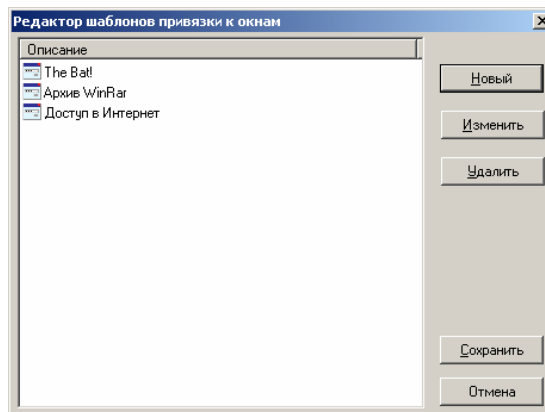 Редактор шаблонов привязки к окнам
Описание
The Bat!
Архив WinRar
Доступ в Интернет
Новый
Изменить
Удалить
Сохранить
Отмена